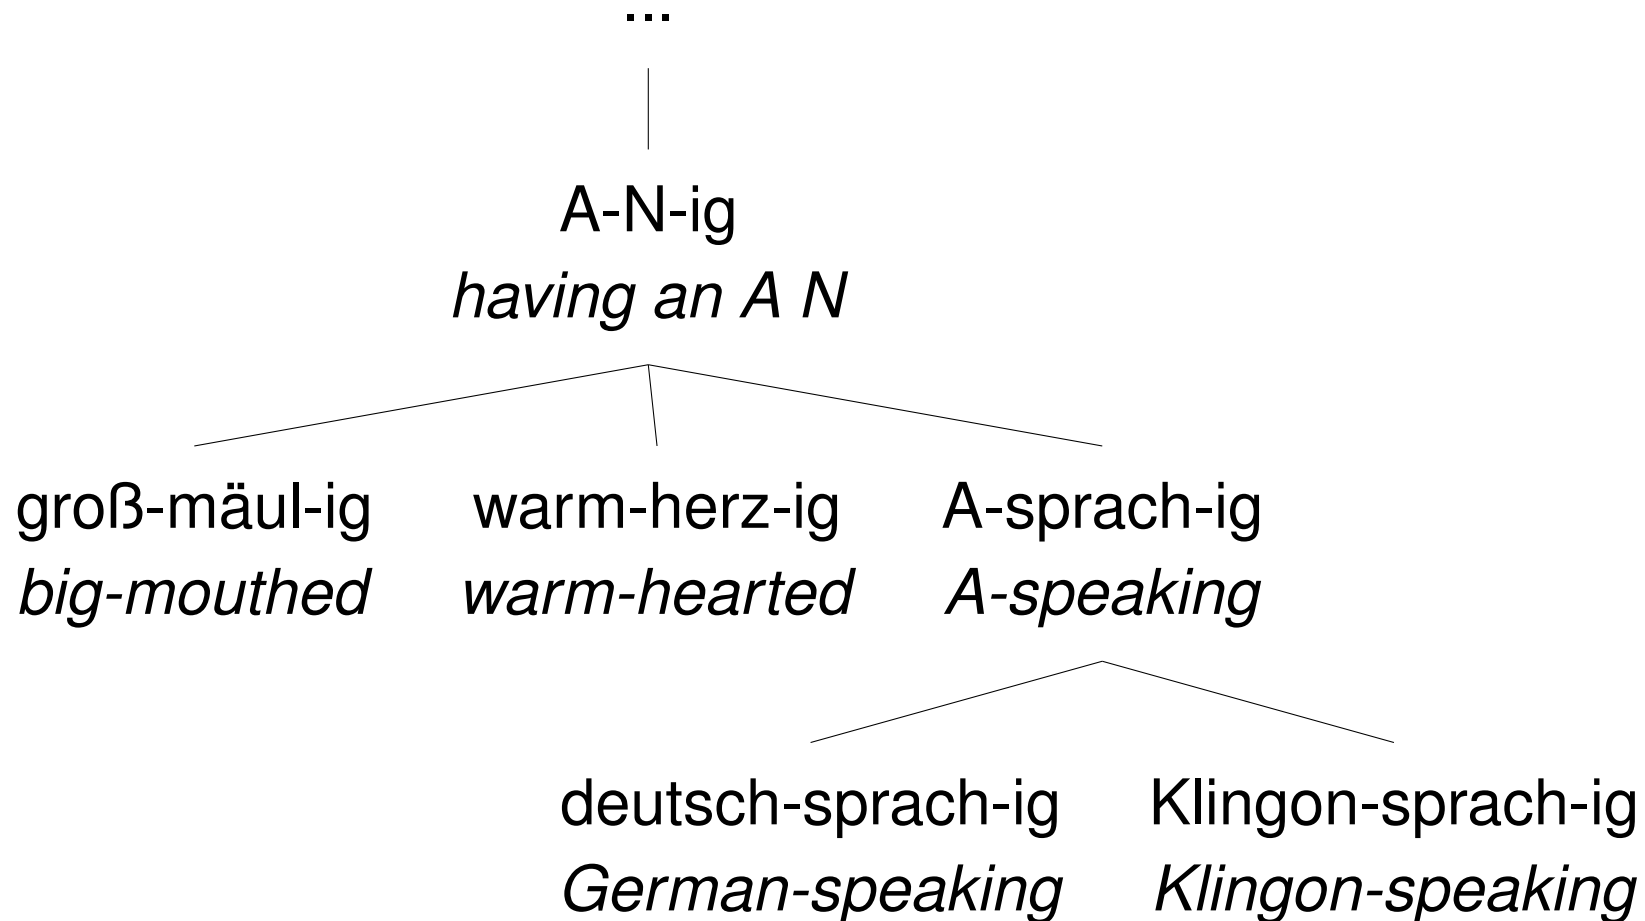 ...
A-N-ig
having an A N
groß-mäul-ig warm-herz-ig A-sprach-ig
big-mouthed warm-hearted A-speaking
deutsch-sprach-ig Klingon-sprach-ig
German-speaking Klingon-speaking